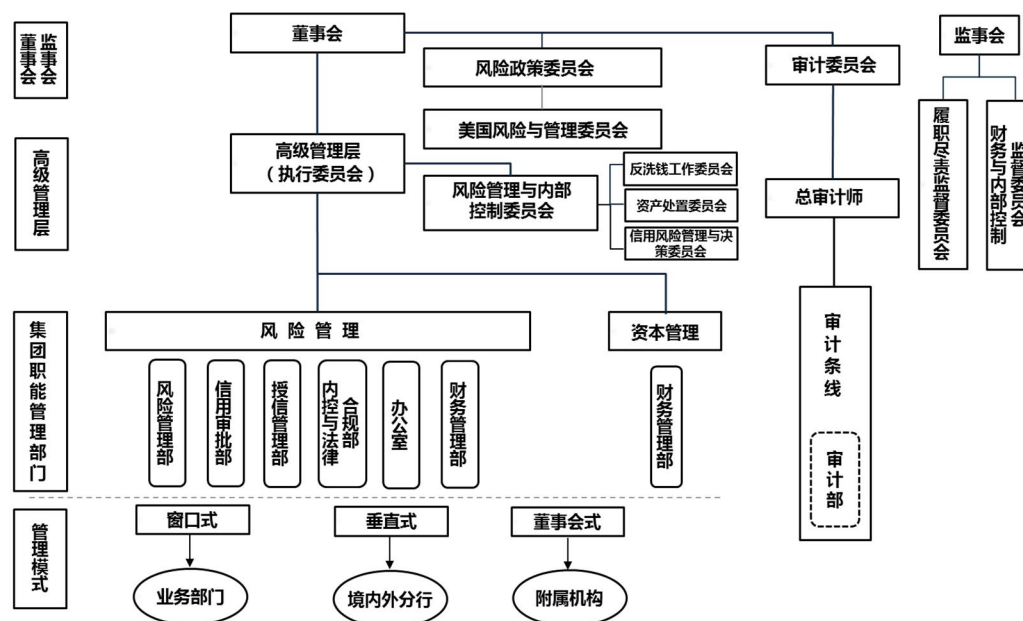 董事会
监事会
董事会
风险政策委员会
审计委员会
监事会
美国风险与管理委员会
高级管理层
高级管理层
（执行委员会）
风险管理与内部
控制委员会
反洗钱工作委员会
资产处置委员会
信用风险管理与决
策委员会
总审计师
履职尽责监督委员会
财务与内部控制
监督委员会
集团职能管理部门
风 险 管 理
资本管理
审计条线
风险管理部
信用审批部
授信管理部
内控与法律
合规部
办公室
财务管理部
财务管理部
审计部
管理模式
窗口式
垂直式
董事会式
业务部门
境内外分行
附属机构